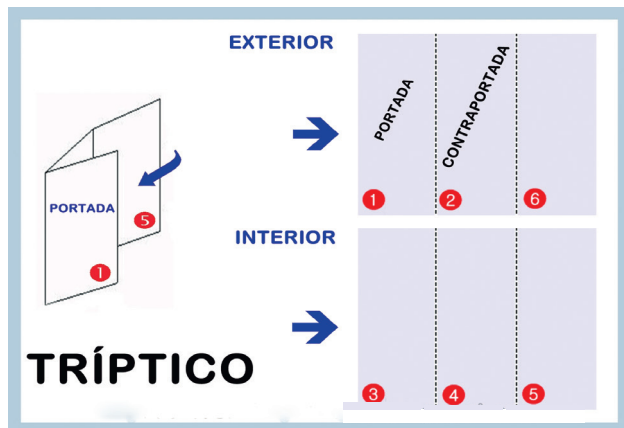 EXTERIOR
PORTADA
CONTRAPORTADA
1
2
6
PORTADA
5
1
INTERIOR
3
4
5
TRÍPTICO